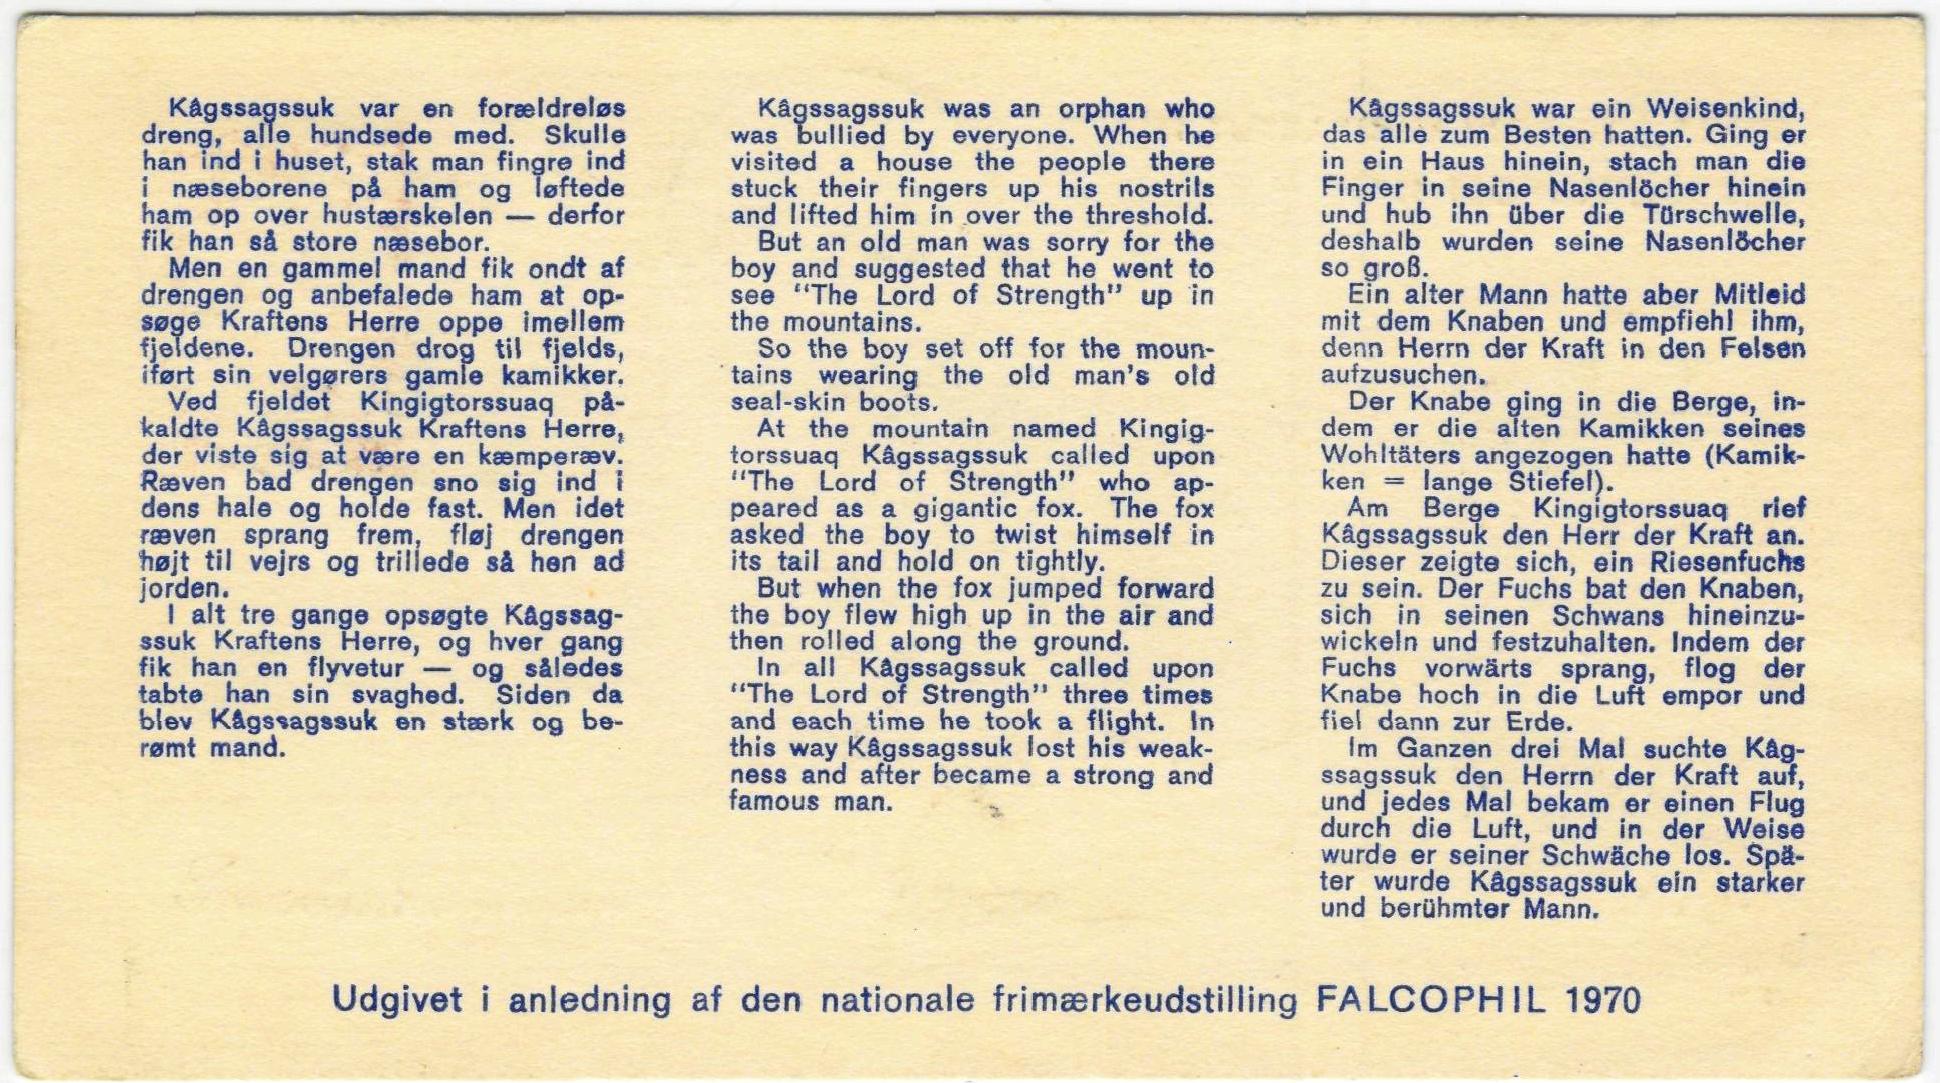 Kâgssagssuk var en forældreløs
dreng, alle hundsede med. Skulle
han ind i huset, stak man fingre ind
i næseborene på ham og løftede
ham op over hustærskelen — derfor
fik han så store næsebor.
Men en gammel mand fik ondt af
drengen og anbefalede ham at op-
søge Kraftens Herre oppe imellem
fjeldene. Drengen drog til fjelds,
iført sin velgørers gamle kamikker.
Ved fjeldet Kingigtorssuaq på-
kaldte Kâgssagssuk Kraftens Herre,
der viste sig at være en kæmperæv.
Ræven bad drengen sno sig ind i
dens hale og holde fast. Men idet
ræven sprang frem, fløj drengen
højt til vejrs og trillede så hen ad
jorden.
I alt tre gange opsøgte Kâgssag-
ssuk Kraftens Herre, og hver gang
fik han en flyvetur — og således
tabte han sin svaghed. Siden da
blev Kâgssagssuk en stærk og be-
rømt mand.
Kâgssagssuk was an orphan who
was bullied by everyone. When he
visited a house the people there
stuck their fingers up his nostrils
and lifted him in over the threshold.
But an old man was sorry for the
boy and suggested that he went to
see "The Lord of Strength" up in
the mountains.
So the boy set off for the moun-
tains wearing the old man's old
seal-skin boots.
At the mountain named Kingig-
torssuaq Kâgssagssuk called upon
"The Lord of Strength" who ap-
peared as a gigantic fox. The fox
asked the boy to twist himself in
its tail and hold on tightly.
But when the fox jumped forward
the boy flew high up in the air and
then rolled along the ground.
In all Kâgssagssuk called upon
"The Lord of Strength" three times
and each time he took a flight. In
this way Kâgssagssuk lost his weak-
ness and after became a strong and
famous man.
Kâgssagssuk war ein Weisenkind,
das alle zum Besten hatten. Ging er
in ein Haus hinein, stach man die
Finger in seine Nasenlöcher hinein
und hub ihn über die Türschwelle,
deshalb wurden seine Nasenlöcher
so groß.
Ein alter Mann hatte aber Mitleid
mit dem Knaben und empfiehl ihm,
denn Herrn der Kraft in den Felsen
aufzusuchen.
Der Knabe ging in die Berge, in-
dem er die alten Kamikken seines
Wohltäters angezogen hatte (Kamik-
ken = lange Stiefel).
Am Berge Kingigtorssuaq rief
Kâgssagssuk den Herr der Kraft an.
Dieser zeigte sich, ein Riesenfuchs
zu sein. Der Fuchs bat den Knaben,
sich in seinen Schwans hineinzu-
wickeln und festzuhalten. Indem der
Fuchs vorwärts sprang, flog der
Knabe hoch in die Luft empor und
fiel dann zur Erde.
Im Ganzen drei Mal suchte Kâg-
ssagssuk den Herrn der Kraft auf,
und jedes Mal bekam er einen Flug
durch die Luft, und in der Weise
wurde er seiner Schwäche los. Spä-
ter wurde Kâgssagssuk ein starker
und berühmter Mann.
Udgivet i anledning af den nationale frimærkeudstilling FALCOPHIL 1970